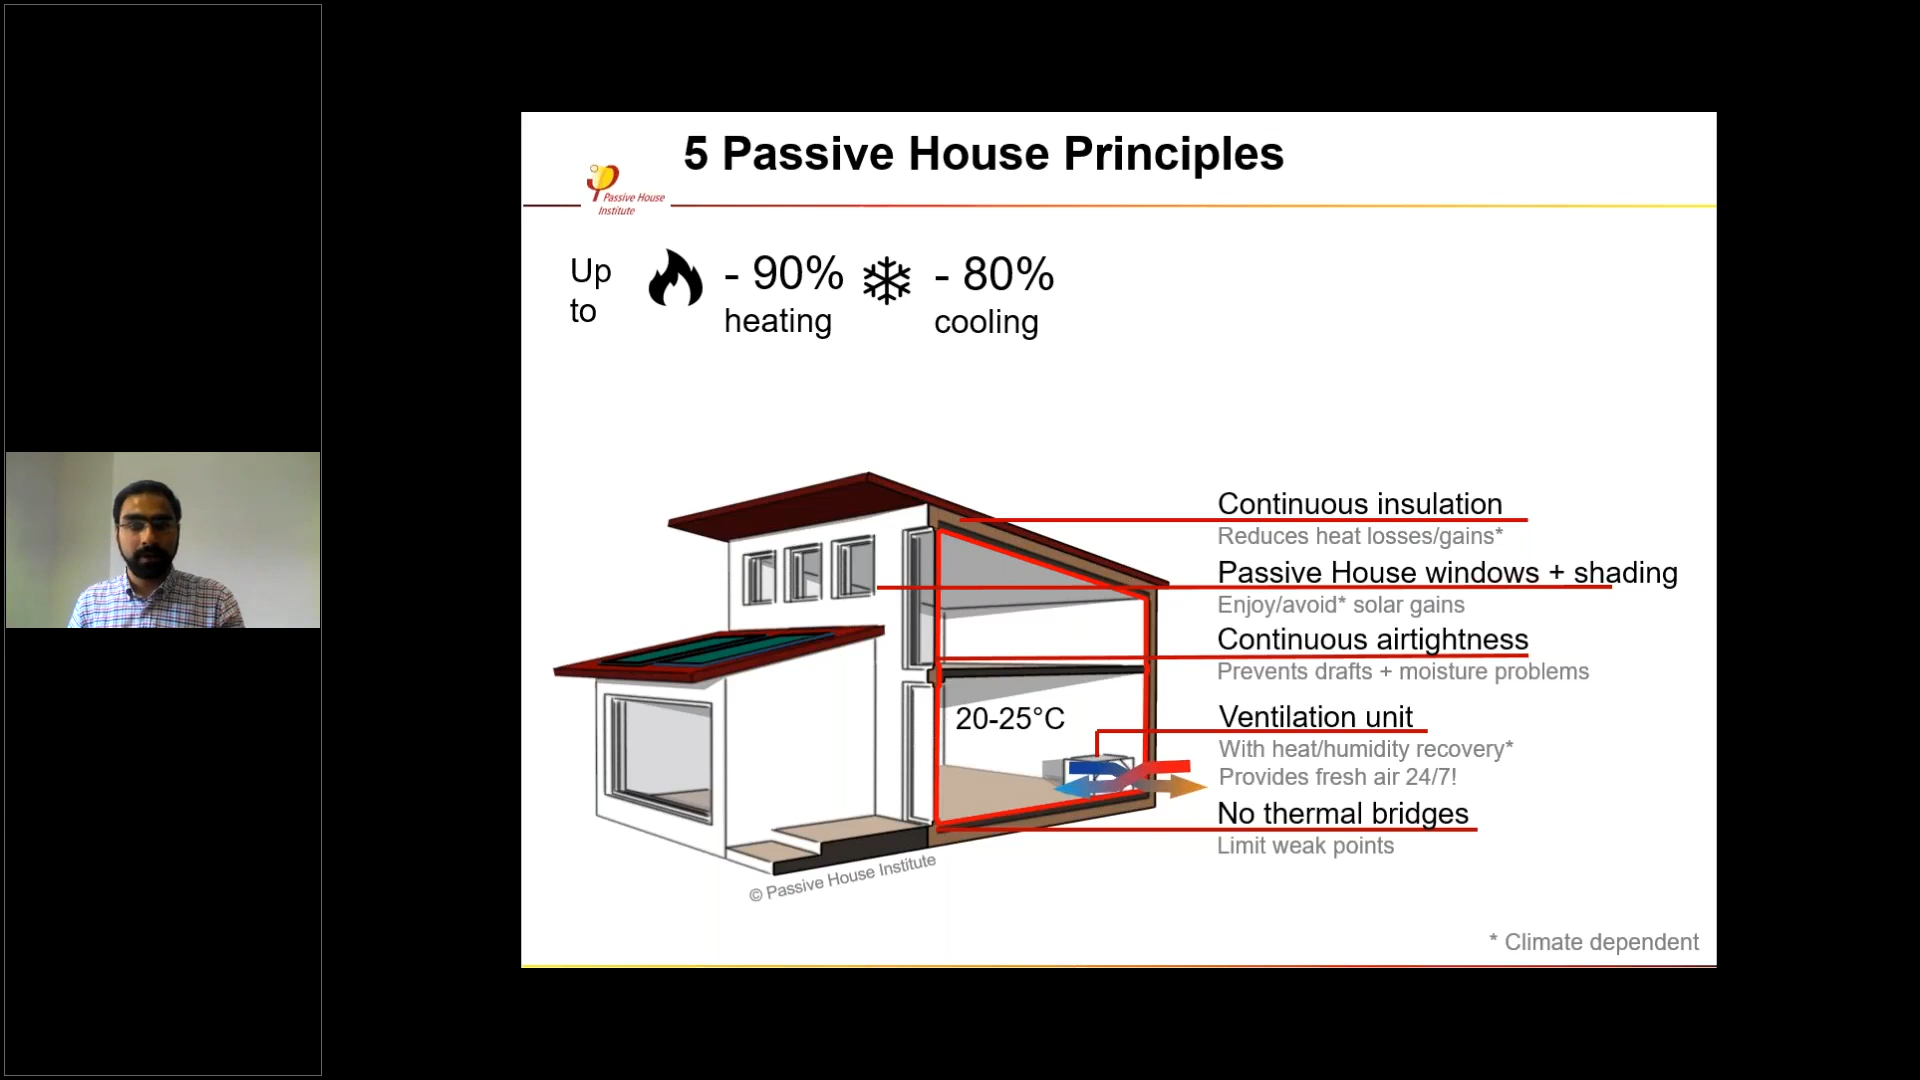 5 Passive House Principles
Passive House
Institute
Up
to
- 90%
heating
- 80%
cooling
Continuous insulation
Reduces heat losses/gains*
Passive House windows + shading
Enjoy/avoid* solar gains
Continuous airtightness
Prevents drafts + moisture problems
20-25°C
Ventilation unit
With heat/humidity recovery*
Provides fresh air 24/7!
No thermal bridges
Limit weak points
© Passive House Institute
* Climate dependent